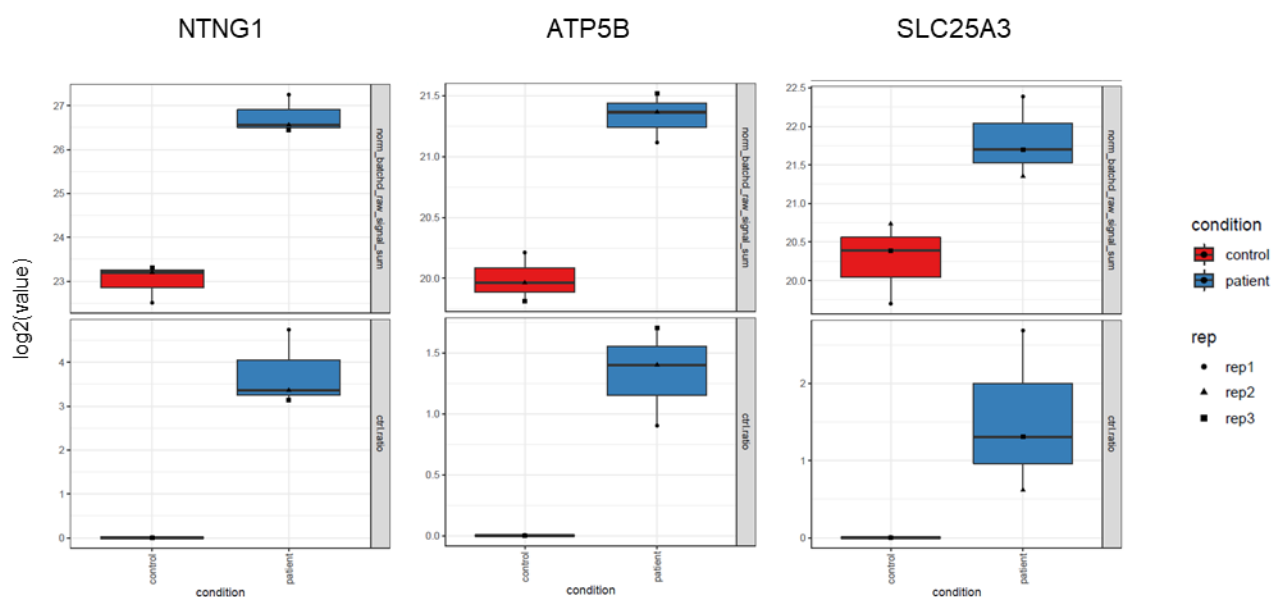 NTNG1
ATP5B
SLC25A3
log2(value)
27
26
25
24
23
norm_batchd_raw_signal_sum
4
3
2
1
0
ctrl.ratio
control
patient
condition
21.5
21.0
20.5
20.0
norm_batchd_raw_signal_sum
1.5
1.0
0.5
0.0
ctrl.ratio
control
patient
condition
22.5
22.0
21.5
21.0
20.5
20.0
norm_batchd_raw_signal_sum
2
1
0
ctrl.ratio
control
patient
condition
condition
control
patient
rep
rep1
rep2
rep3